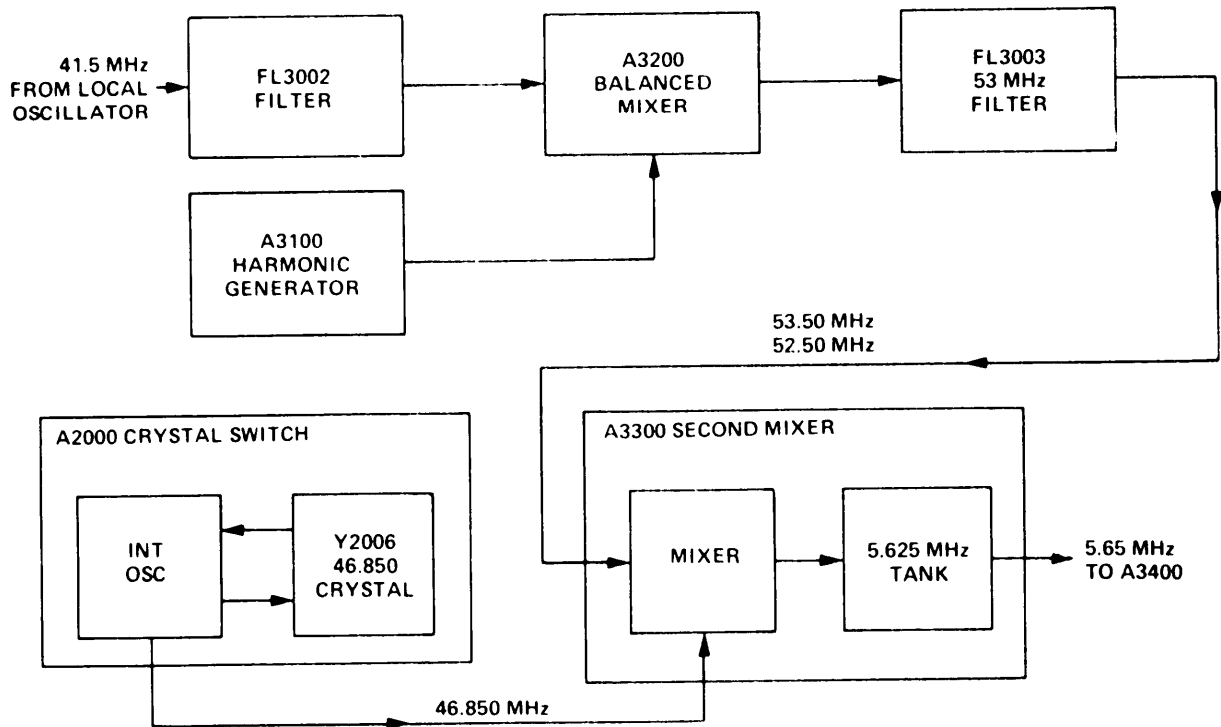 41.5 MHz
FROM LOCAL
OSCILLATOR
FL3002
FILTER
A3200
BALANCED
MIXER
FL3003
53 MHz
FILTER
A3100
HARMONIC
GENERATOR
53.50 MHz
52.50 MHz
A2000 CRYSTAL SWITCH
INT
OSC
Y2006
46.850
CRYSTAL
A3300 SECOND MIXER
MIXER
5.625 MHz
TANK
5.65 MHz
TO A3400
46.850 MHz